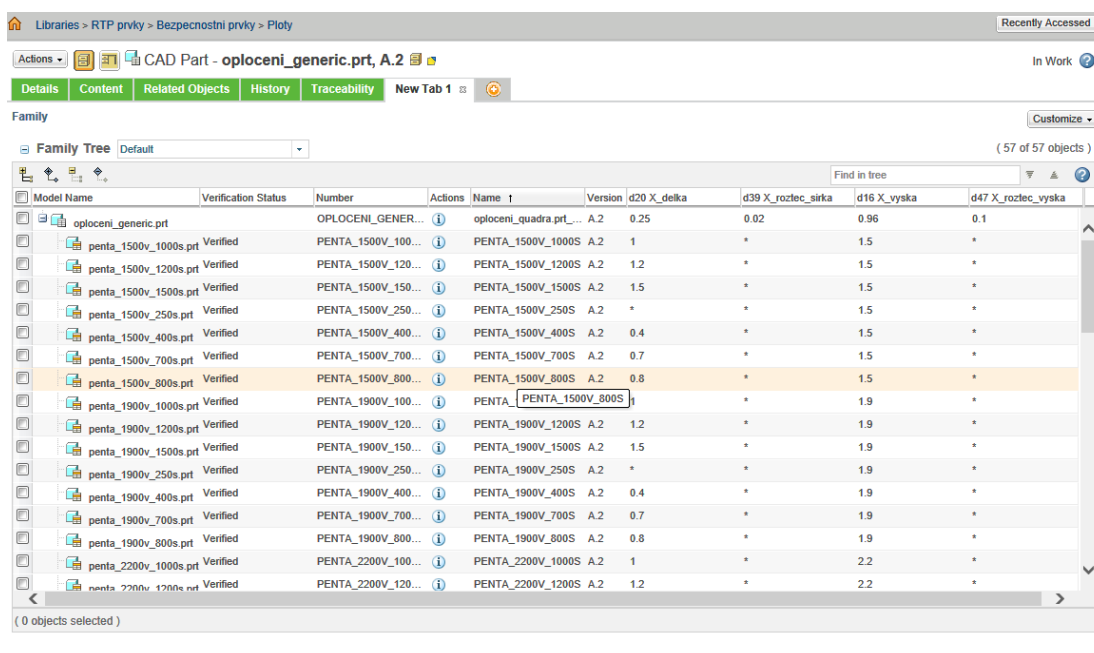 Libraries > RTP prvky > Bezpecnostni prvky > Ploty Recently Accessed
Actions CAD Part - oploceni_generic.prt, A.2 In Work
Details Content Related Objects History Traceability New Tab 1
Family Customize
Family Tree Default ( 57 of 57 objects )
Find in tree
Model Name Verification Status Number Actions Name ↑ Version d20 X_delka d39 X_roztec_sirka d16 X_vyska d47 X_roztec_vyska
oploceni_generic.prt OPLOCENI_GENER... oploceni_quadra.prt_... A.2 0.25 0.02 0.96 0.1
penta_1500v_1000s.prt Verified PENTA_1500V_100... PENTA_1500V_1000S A.2 1 * 1.5 *
penta_1500v_1200s.prt Verified PENTA_1500V_120... PENTA_1500V_1200S A.2 1.2 * 1.5 *
penta_1500v_1500s.prt Verified PENTA_1500V_150... PENTA_1500V_1500S A.2 1.5 * 1.5 *
penta_1500v_250s.prt Verified PENTA_1500V_250... PENTA_1500V_250S A.2 * * 1.5 *
penta_1500v_400s.prt Verified PENTA_1500V_400... PENTA_1500V_400S A.2 0.4 * 1.5 *
penta_1500v_700s.prt Verified PENTA_1500V_700... PENTA_1500V_700S A.2 0.7 * 1.5 *
penta_1500v_800s.prt Verified PENTA_1500V_800... PENTA_1500V_800S A.2 0.8 * 1.5 *
penta_1900v_1000s.prt Verified PENTA_1900V_100... PENTA_ PENTA_1500V_800S 1 * 1.9 *
penta_1900v_1200s.prt Verified PENTA_1900V_120... PENTA_1900V_1200S A.2 1.2 * 1.9 *
penta_1900v_1500s.prt Verified PENTA_1900V_150... PENTA_1900V_1500S A.2 1.5 * 1.9 *
penta_1900v_250s.prt Verified PENTA_1900V_250... PENTA_1900V_250S A.2 * * 1.9 *
penta_1900v_400s.prt Verified PENTA_1900V_400... PENTA_1900V_400S A.2 0.4 * 1.9 *
penta_1900v_700s.prt Verified PENTA_1900V_700... PENTA_1900V_700S A.2 0.7 * 1.9 *
penta_1900v_800s.prt Verified PENTA_1900V_800... PENTA_1900V_800S A.2 0.8 * 1.9 *
penta_2200v_1000s.prt Verified PENTA_2200V_100... PENTA_2200V_1000S A.2 1 * 2.2 *
penta_2200v_1200s.prt Verified PENTA_2200V_120... PENTA_2200V_1200S A.2 1.2 * 2.2 *
( 0 objects selected )